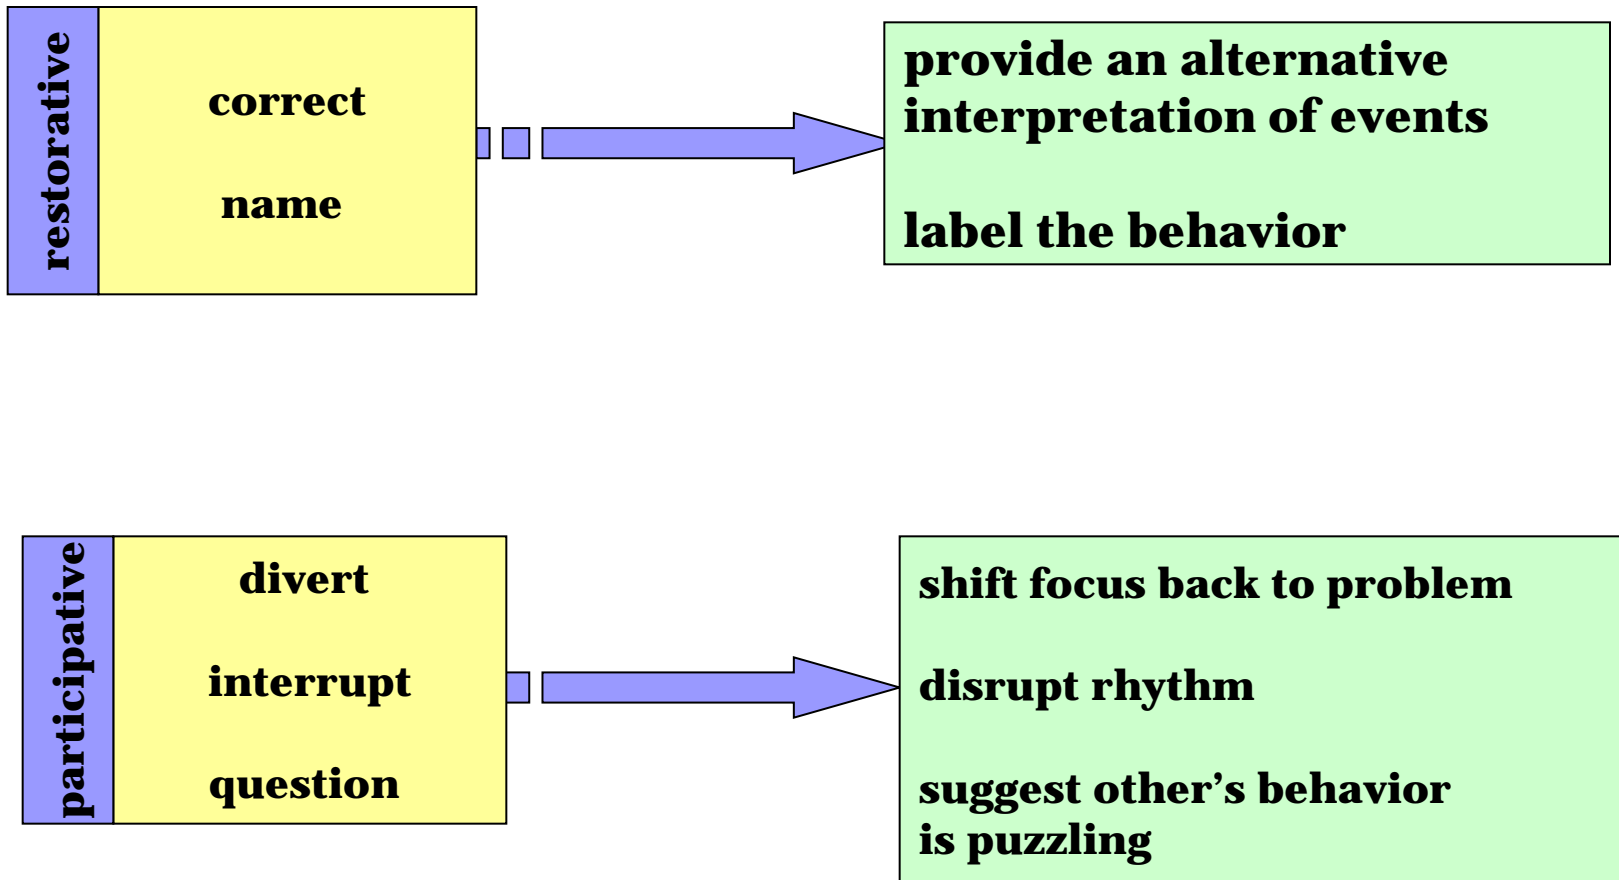 restorative
correct
name
provide an alternative
interpretation of events
label the behavior
participative
divert
interrupt
question
shift focus back to problem
disrupt rhythm
suggest other’s behavior
is puzzling